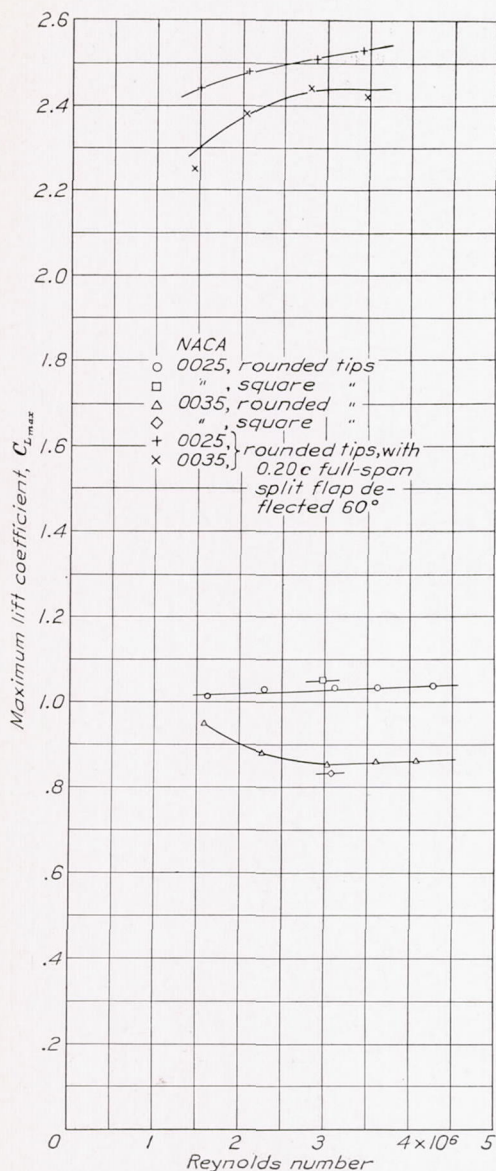 2.6
2.4
2.2
2.0
1.8
1.6
1.4
1.2
1.0
.8
.6
.4
.2
0
Maximum lift coefficient, C_Lmax
NACA
0025, rounded tips
" , square "
0035, rounded "
" , square "
0025, } rounded tips, with
0035, } 0.20c full-span
split flap de-
flected 60°
0 1 2 3 4×10⁶ 5
Reynolds number